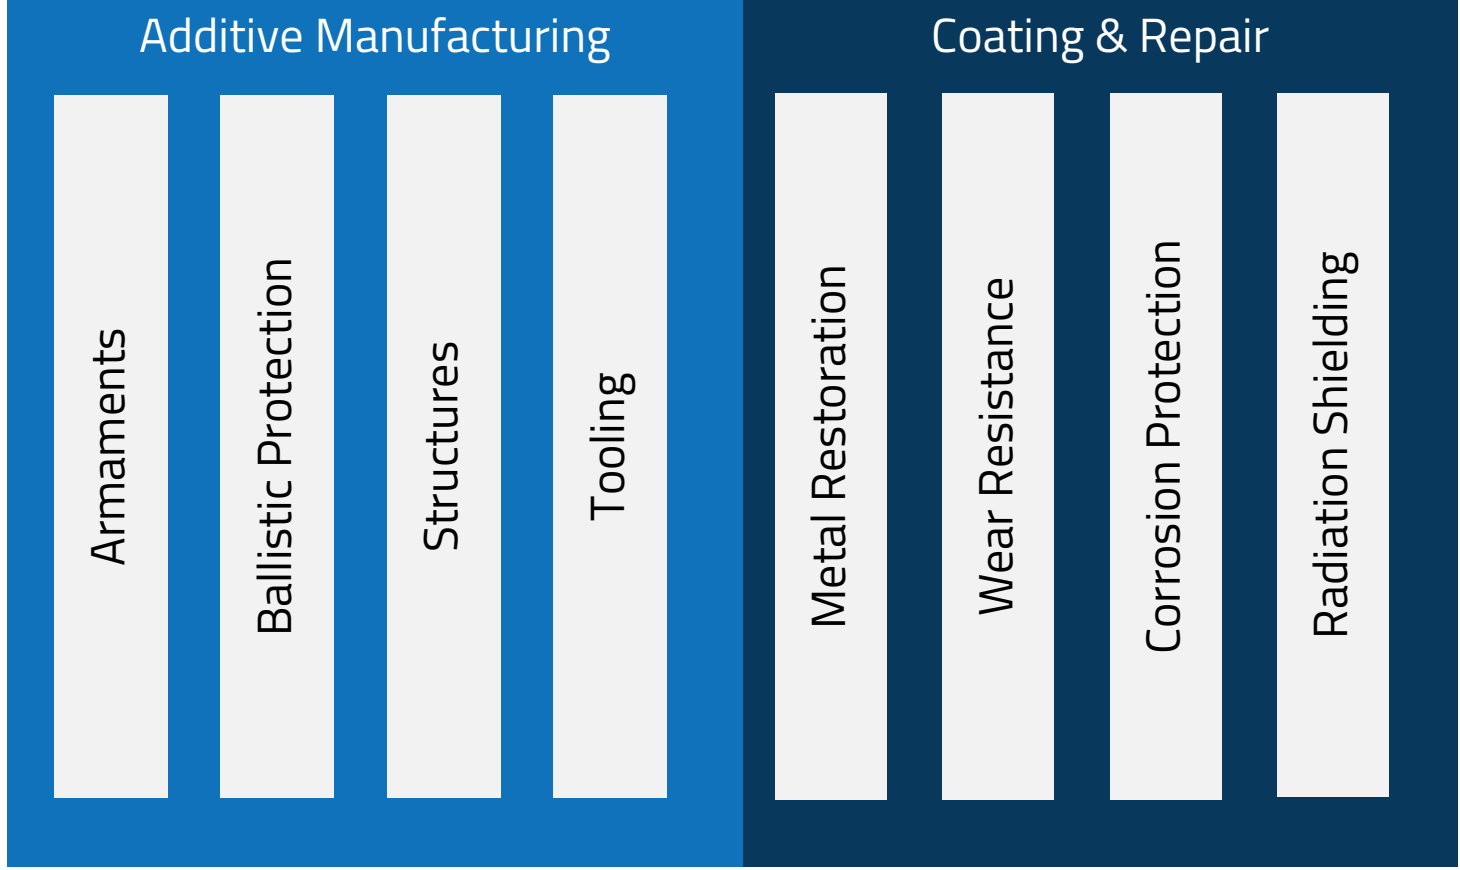 Additive Manufacturing
Armaments
Ballistic Protection
Structures
Tooling
Coating & Repair
Metal Restoration
Wear Resistance
Corrosion Protection
Radiation Shielding